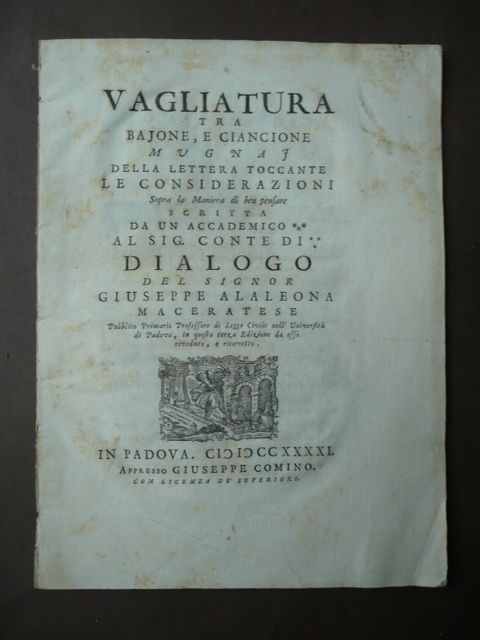 VAGLIATURA
TRA
BAJONE, E CIANCIONE
MUGNAJ
DELLA LETTERA TOCCANTE
LE CONSIDERAZIONI
Sopra la Maniera di ben pensare
SCRITTA
DA UN ACCADEMICO ***
AL SIG. CONTE DI ***
DIALOGO
DEL SIGNOR
GIUSEPPE ALALEONA
MACERATESE
Pubblico Primario Professore di Legge Civile nell' Università
di Padova, in questa terza Edizione da esso
riveduto, e ricorretto.
IN PADOVA. CIↃ IↃCCXXXXI.
APPRESSO GIUSEPPE COMINO.
CON LICENZA DE' SUPERIORI.